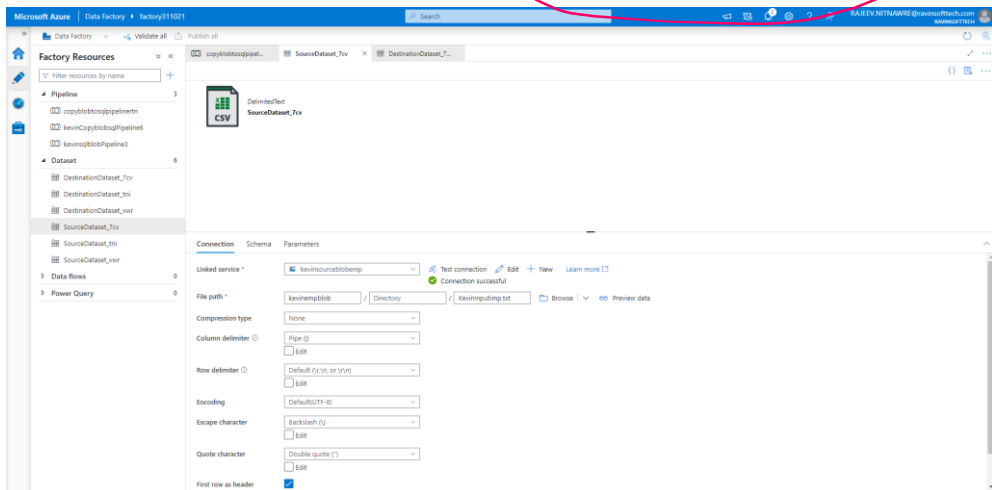 Microsoft Azure | Data Factory ▸ factory311021
Search
RAJEEV.NITNAWRE@ravinsofttech.com
RAVINSOFTTECH
Data Factory
Validate all
Publish all
Factory Resources
Filter resources by name
Pipeline 3
copyblobtosqlpipelinertn
kevinCopyblobsqlPipeline6
kevinsqlblobPipeline3
Dataset 6
DestinationDataset_7cv
DestinationDataset_tni
DestinationDataset_vwr
SourceDataset_7cv
SourceDataset_tni
SourceDataset_vwr
Data flows 0
Power Query 0
copyblobtosqlpipel...
SourceDataset_7cv
DestinationDataset_7...
CSV
DelimitedText
SourceDataset_7cv
Connection Schema Parameters
Linked service *
kevinsourceblobemp
Test connection Edit + New Learn more
Connection successful
File path *
kevinempblob / Directory / KevinInputimp.txt
Browse Preview data
Compression type
None
Column delimiter
Pipe (|)
Edit
Row delimiter
Default (\r,\n, or \r\n)
Edit
Encoding
Default(UTF-8)
Escape character
Backslash (\)
Edit
Quote character
Double quote (")
Edit
First row as header